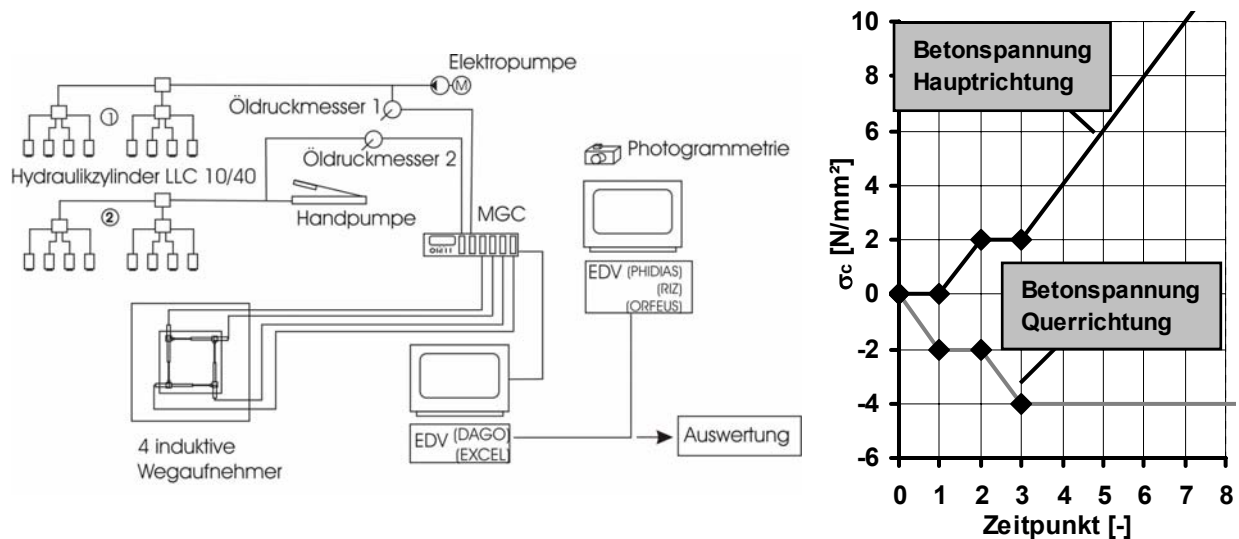 Elektropumpe
M
Öldruckmesser 1
1
Öldruckmesser 2
Photogrammetrie
Hydraulikzylinder LLC 10/40
2
Handpumpe
MGC
EDV (PHIDIAS)
(RIZ)
(ORFEUS)
4 induktive
Wegaufnehmer
EDV (DAGO)
(EXCEL)
Auswertung
10
8
6
4
2
0
-2
-4
-6
σc [N/mm²]
Betonspannung
Hauptrichtung
Betonspannung
Querrichtung
0 1 2 3 4 5 6 7 8
Zeitpunkt [-]